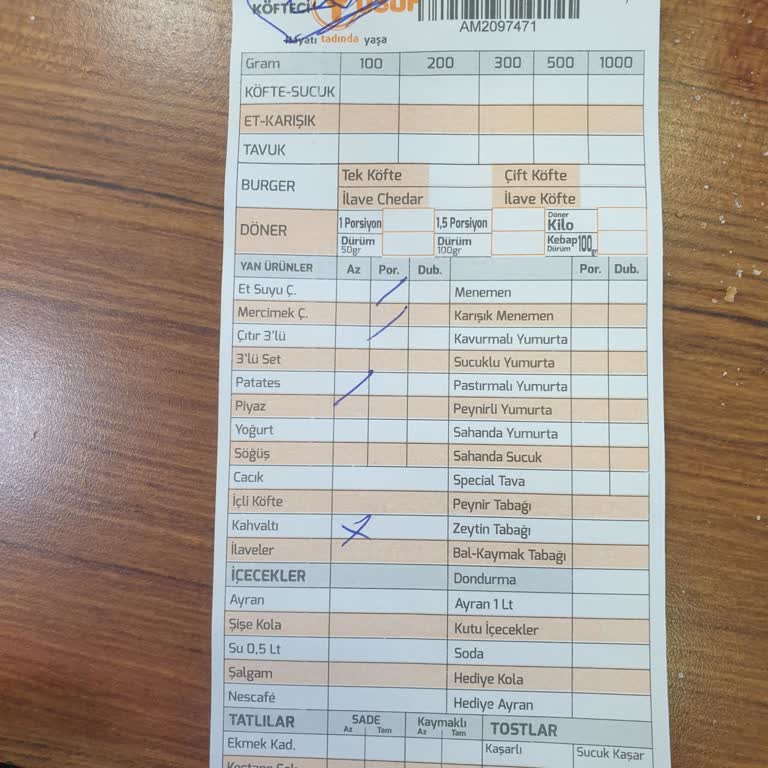 KÖFTECİ YUSUF
Hayatı tadında yaşa
AM2097471
Gram 100 200 300 500 1000
KÖFTE-SUCUK
ET-KARIŞIK
TAVUK
BURGER Tek Köfte Çift Köfte
İlave Chedar İlave Köfte
DÖNER 1 Porsiyon 1,5 Porsiyon Döner Kilo
Dürüm 50gr Dürüm 100gr Kebap Dürüm 100gr
YAN ÜRÜNLER Az Por. Dub. Por. Dub.
Et Suyu Ç. Menemen
Mercimek Ç. Karışık Menemen
Çıtır 3'lü Kavurmalı Yumurta
3'lü Set Sucuklu Yumurta
Patates Pastırmalı Yumurta
Piyaz Peynirli Yumurta
Yoğurt Sahanda Yumurta
Söğüş Sahanda Sucuk
Cacık Special Tava
İçli Köfte Peynir Tabağı
Kahvaltı Zeytin Tabağı
İlaveler Bal-Kaymak Tabağı
İÇECEKLER Dondurma
Ayran Ayran 1 Lt
Şişe Kola Kutu İçecekler
Su 0,5 Lt Soda
Şalgam Hediye Kola
Nescafé Hediye Ayran
TATLILAR SADE Az Tam Kaymaklı Az Tam TOSTLAR
Ekmek Kad. Kaşarlı Sucuk Kaşar